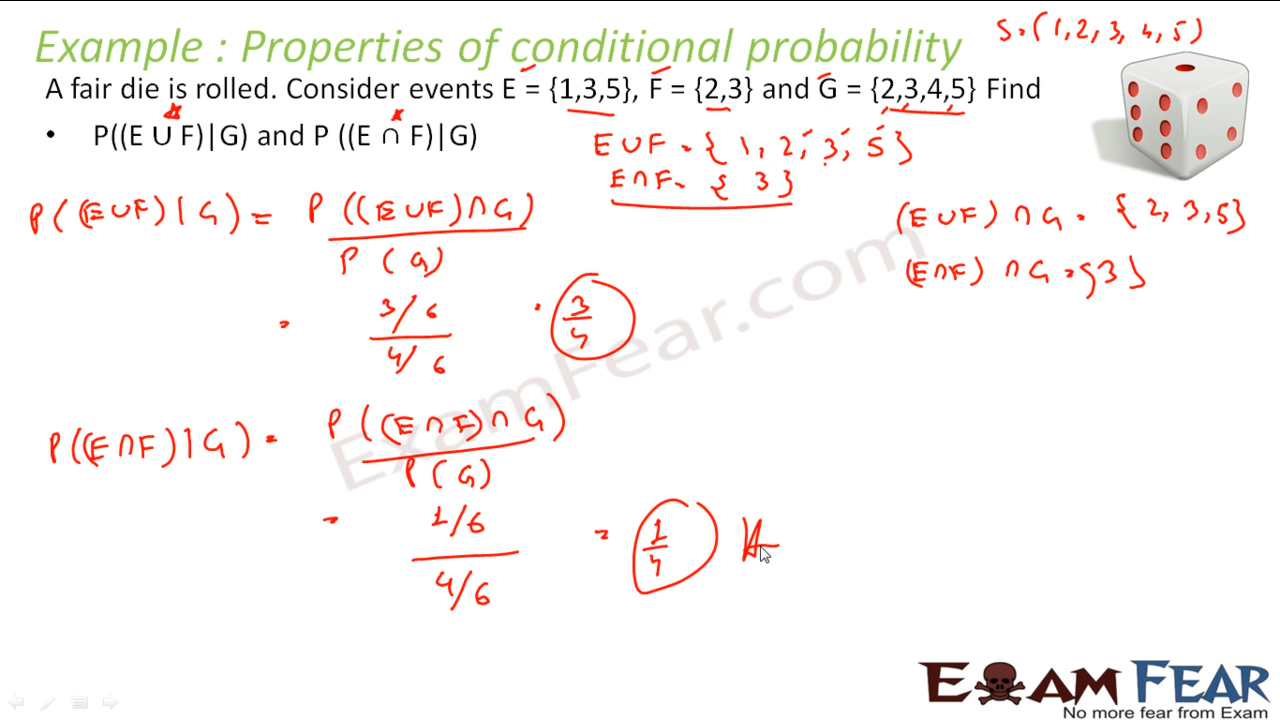 Example : Properties of conditional probability
S = ( 1, 2, 3, 4, 5 )
A fair die is rolled. Consider events E = {1,3,5}, F = {2,3} and G = {2,3,4,5} Find
• P((E ∪ F)|G) and P ((E ∩ F)|G)
E∪F = { 1, 2, 3, 5 }
E∩F = { 3 }
P((E∪F)|G) = P((E∪F)∩G)
P(G)
(E∪F) ∩ G = { 2, 3, 5}
(E∩F) ∩ G = {3}
= 3/6
4/6
= 3/4
P((E∩F)|G) = P((E∩F)∩G)
P(G)
= 1/6
4/6
= 1/4
ExamFear.com
EXAM FEAR
No more fear from Exam